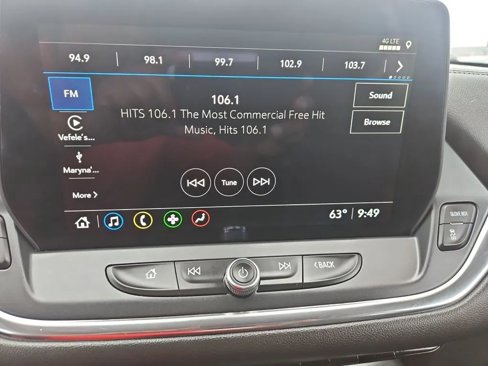 4G LTE
94.9 98.1 99.7 102.9 103.7
FM
106.1
Sound
HITS 106.1 The Most Commercial Free Hit
Music, Hits 106.1
Browse
Vefele's...
Maryna'...
Tune
More
63° 9:49
BACK